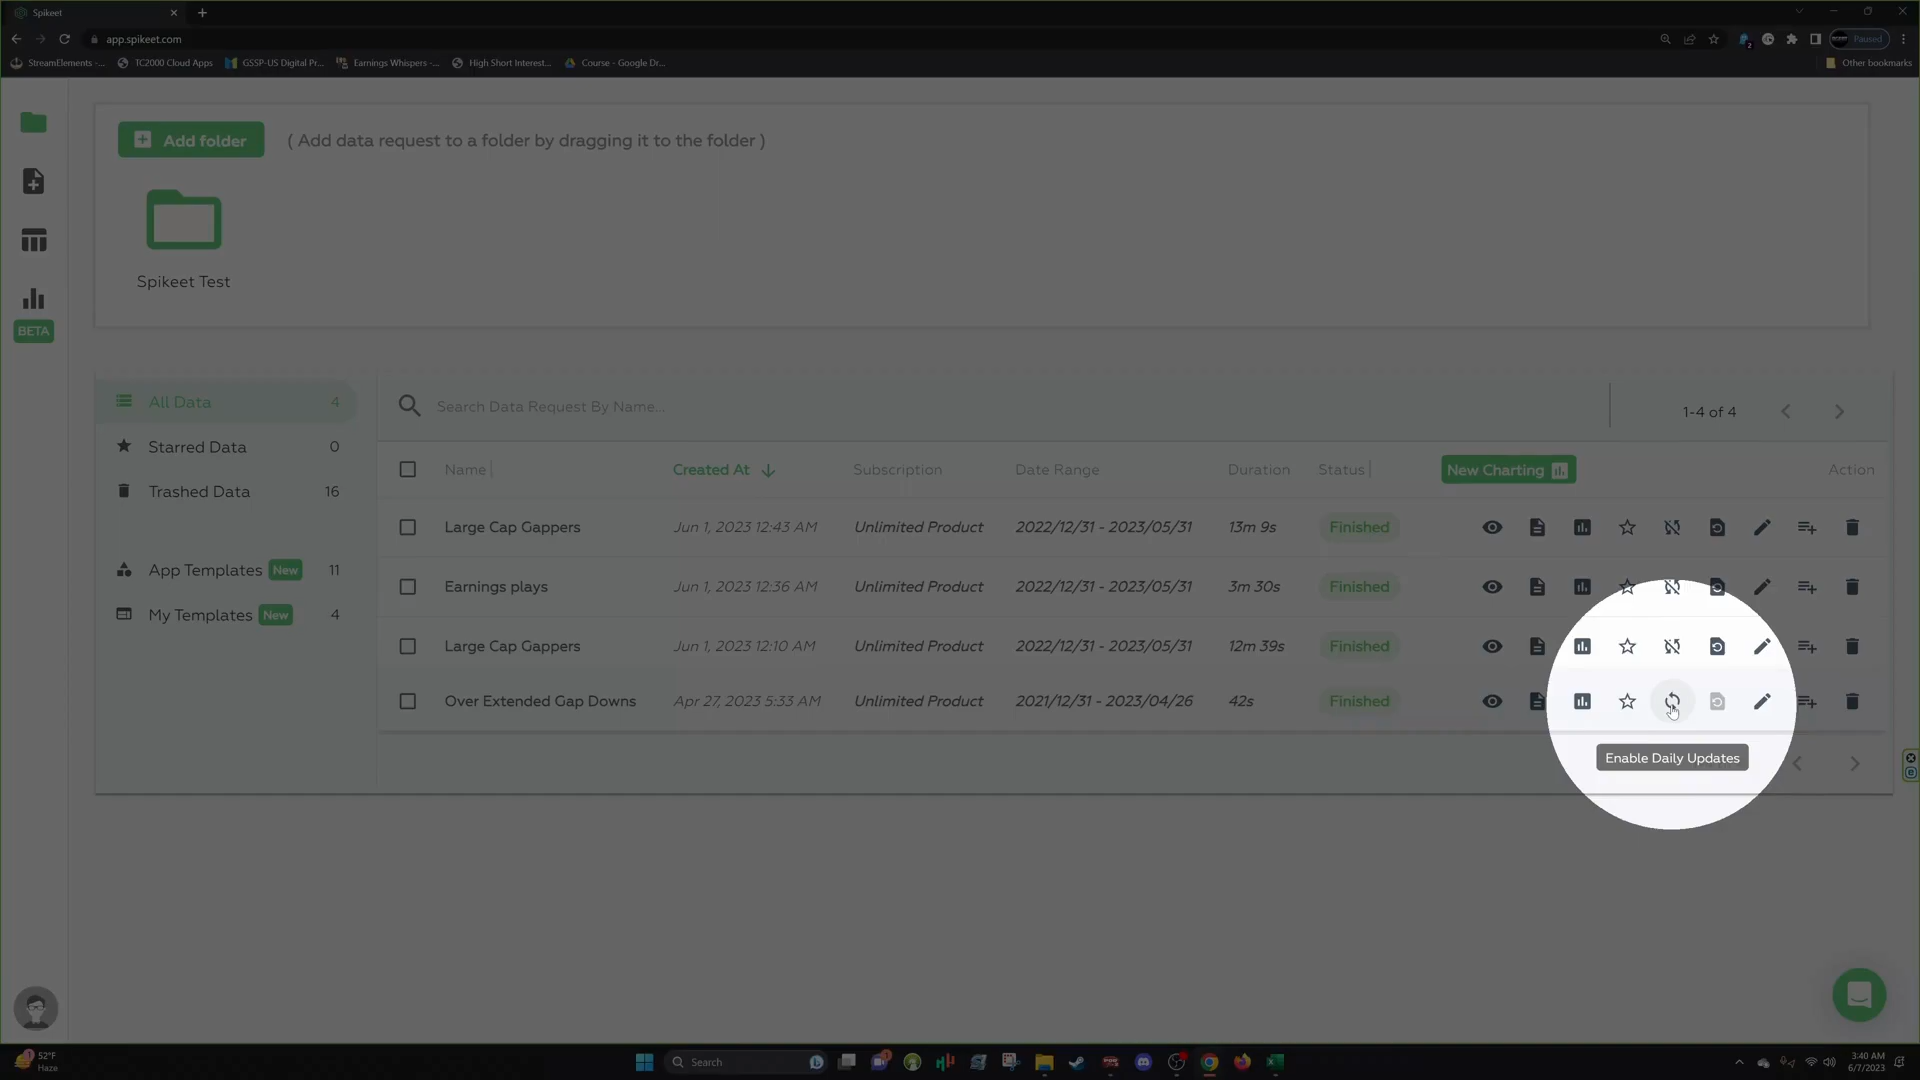 Spikeet
app.spikeet.com
Paused
StreamElements -...
TC2000 Cloud Apps
GSSP-US Digital Pr...
Earnings Whispers -...
High Short Interest...
Course - Google Dr...
Other bookmarks
Add folder
( Add data request to a folder by dragging it to the folder )
Spikeet Test
BETA
All Data 4
Starred Data 0
Trashed Data 16
App Templates New 11
My Templates New 4
Search Data Request By Name...
1-4 of 4
Name Created At Subscription Date Range Duration Status New Charting Action
Large Cap Gappers Jun 1, 2023 12:43 AM Unlimited Product 2022/12/31 - 2023/05/31 13m 9s Finished
Earnings plays Jun 1, 2023 12:36 AM Unlimited Product 2022/12/31 - 2023/05/31 3m 30s Finished
Large Cap Gappers Jun 1, 2023 12:10 AM Unlimited Product 2022/12/31 - 2023/05/31 12m 39s Finished
Over Extended Gap Downs Apr 27, 2023 5:33 AM Unlimited Product 2021/12/31 - 2023/04/26 42s Finished
Enable Daily Updates
52°F
Haze
Search
3:40 AM
6/7/2023